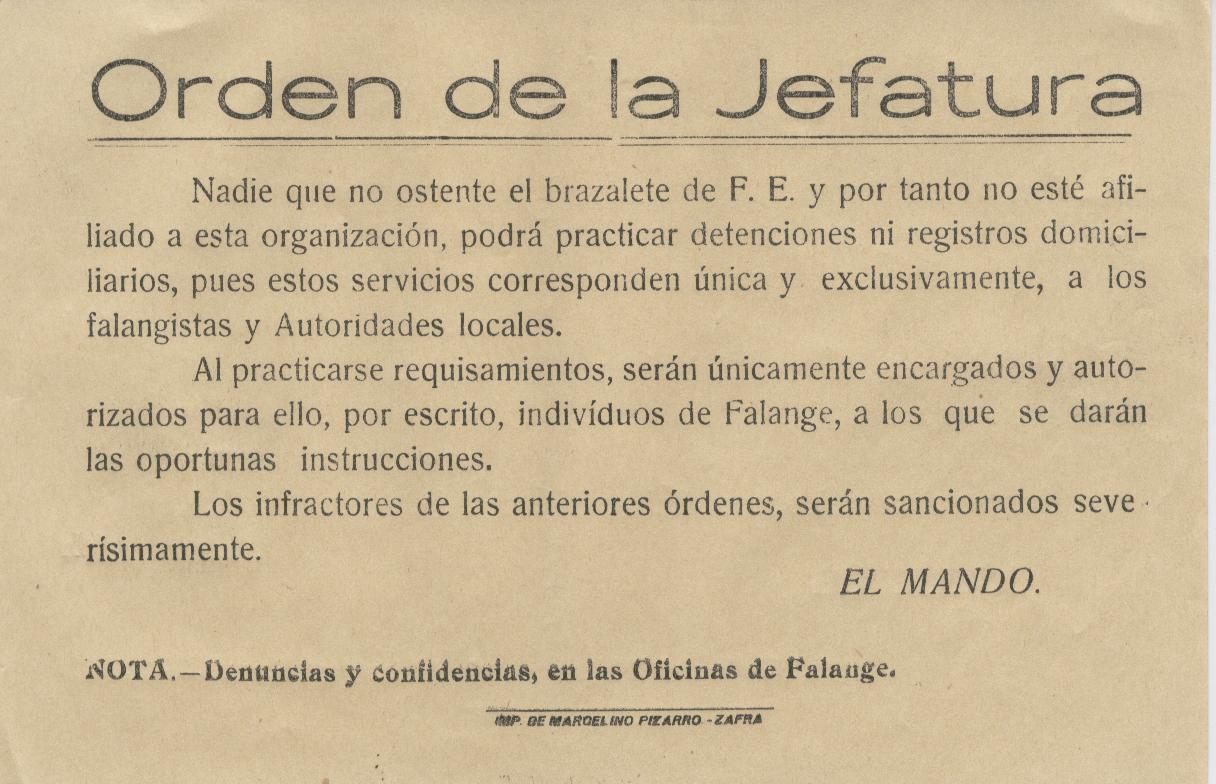 Orden de la Jefatura
Nadie que no ostente el brazalete de F. E. y por tanto no esté afi-
liado a esta organización, podrá practicar detenciones ni registros domici-
liarios, pues estos servicios corresponden única y exclusivamente, a los
falangistas y Autoridades locales.
Al practicarse requisamientos, serán únicamente encargados y auto-
rizados para ello, por escrito, indivíduos de Falange, a los que se darán
las oportunas instrucciones.
Los infractores de las anteriores órdenes, serán sancionados seve-
rísimamente.
EL MANDO.
NOTA.—Denuncias y confidencias, en las Oficinas de Falange.
IMP. DE MARCELINO PIZARRO - ZAFRA